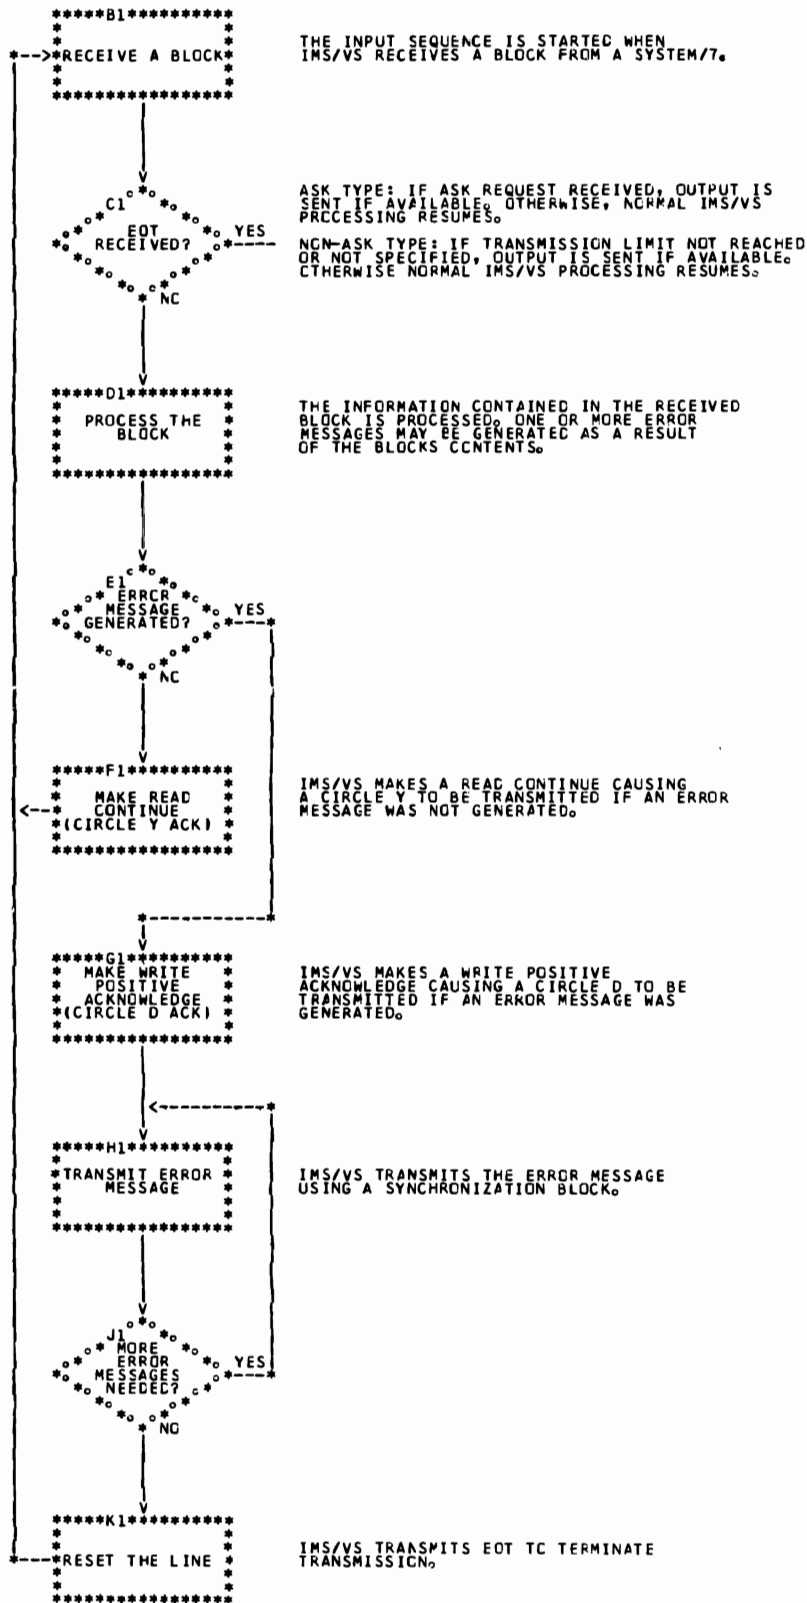 B1
RECEIVE A BLOCK
THE INPUT SEQUENCE IS STARTED WHEN
IMS/VS RECEIVES A BLOCK FROM A SYSTEM/7.
C1
EOT
RECEIVED?
YES
NO
ASK TYPE: IF ASK REQUEST RECEIVED, OUTPUT IS
SENT IF AVAILABLE. OTHERWISE, NORMAL IMS/VS
PROCESSING RESUMES.
NON-ASK TYPE: IF TRANSMISSION LIMIT NOT REACHED
OR NOT SPECIFIED, OUTPUT IS SENT IF AVAILABLE.
OTHERWISE NORMAL IMS/VS PROCESSING RESUMES.
D1
PROCESS THE
BLOCK
THE INFORMATION CONTAINED IN THE RECEIVED
BLOCK IS PROCESSED. ONE OR MORE ERROR
MESSAGES MAY BE GENERATED AS A RESULT
OF THE BLOCKS CONTENTS.
E1
ERROR
MESSAGE
GENERATED?
YES
NO
F1
MAKE READ
CONTINUE
(CIRCLE Y ACK)
IMS/VS MAKES A READ CONTINUE CAUSING
A CIRCLE Y TO BE TRANSMITTED IF AN ERROR
MESSAGE WAS NOT GENERATED.
G1
MAKE WRITE
POSITIVE
ACKNOWLEDGE
(CIRCLE D ACK)
IMS/VS MAKES A WRITE POSITIVE
ACKNOWLEDGE CAUSING A CIRCLE D TO BE
TRANSMITTED IF AN ERROR MESSAGE WAS
GENERATED.
H1
TRANSMIT ERROR
MESSAGE
IMS/VS TRANSMITS THE ERROR MESSAGE
USING A SYNCHRONIZATION BLOCK.
J1
MORE
ERROR
MESSAGES
NEEDED?
YES
NO
K1
RESET THE LINE
IMS/VS TRANSMITS EOT TO TERMINATE
TRANSMISSION.